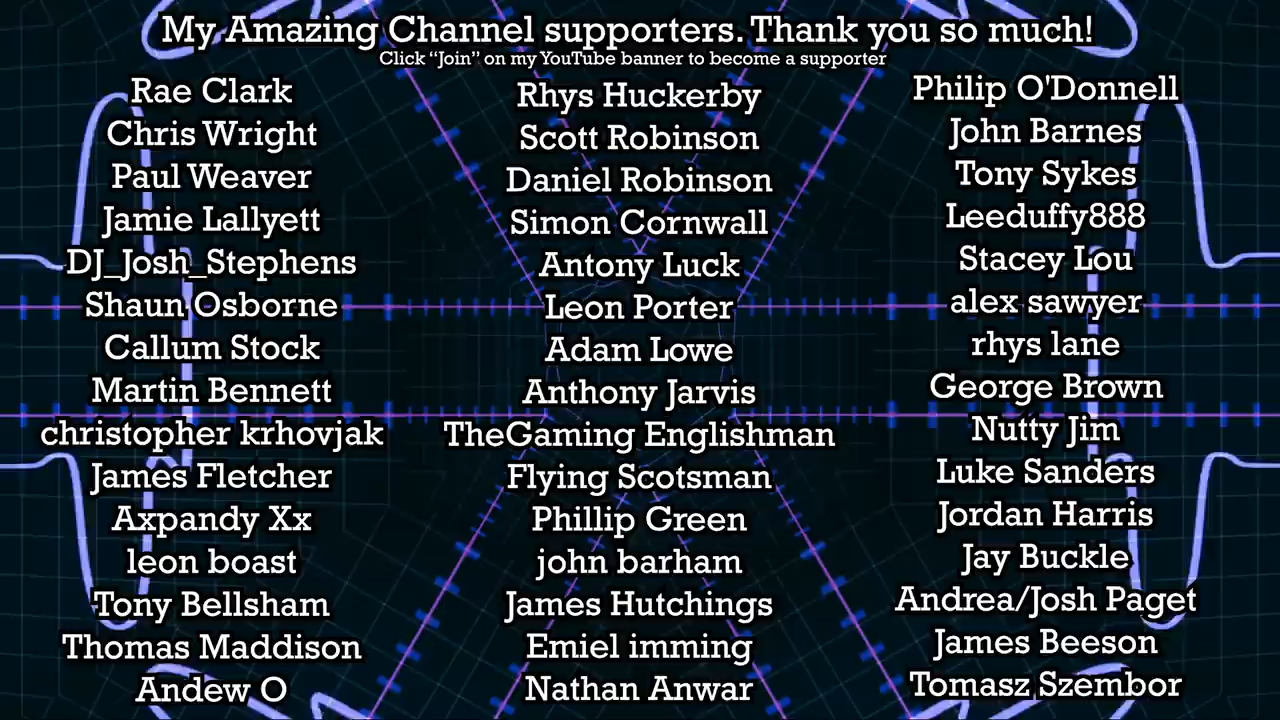 My Amazing Channel supporters. Thank you so much!
Click “Join” on my YouTube banner to become a supporter
Rae Clark
Chris Wright
Paul Weaver
Jamie Lallyett
DJ_Josh_Stephens
Shaun Osborne
Callum Stock
Martin Bennett
christopher krhovjak
James Fletcher
Axpandy Xx
leon boast
Tony Bellsham
Thomas Maddison
Andew O
Rhys Huckerby
Scott Robinson
Daniel Robinson
Simon Cornwall
Antony Luck
Leon Porter
Adam Lowe
Anthony Jarvis
TheGaming Englishman
Flying Scotsman
Phillip Green
john barham
James Hutchings
Emiel imming
Nathan Anwar
Philip O'Donnell
John Barnes
Tony Sykes
Leeduffy888
Stacey Lou
alex sawyer
rhys lane
George Brown
Nutty Jim
Luke Sanders
Jordan Harris
Jay Buckle
Andrea/Josh Paget
James Beeson
Tomasz Szembor